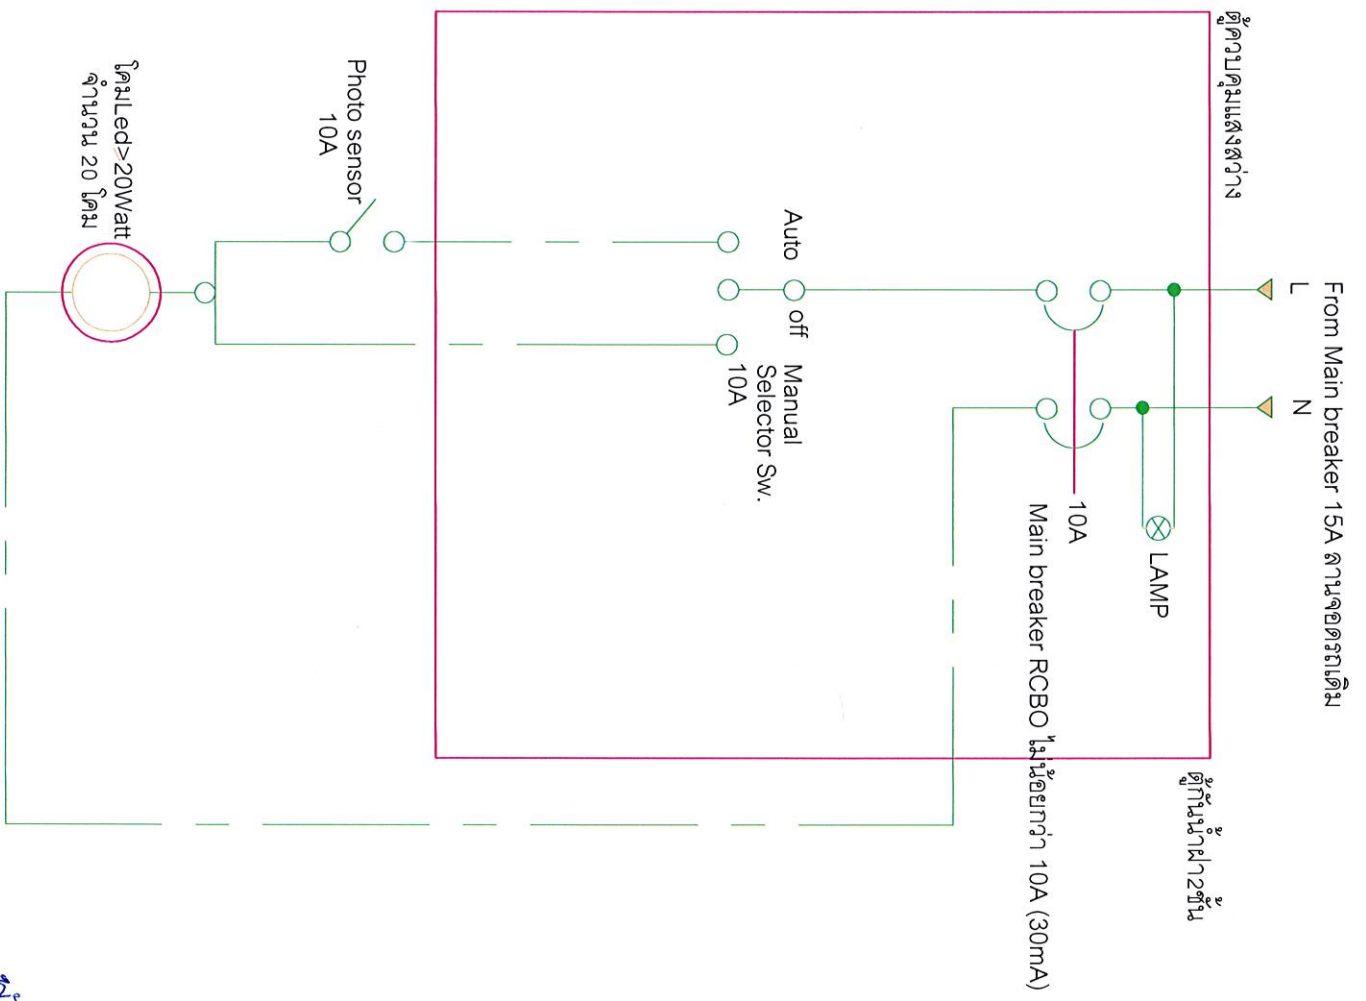 From Main breaker 15A ลานจอดรถเดิม
L
N
ตู้ควบคุมแสงสว่าง
ตู้กันน้ำฝา2ชั้น
LAMP
10A
Main breaker RCBO ไม่น้อยกว่า 10A (30mA)
Auto
off
Manual
Selector Sw.
10A
Photo sensor
10A
โคมLed>20Watt
จำนวน 20 โคม